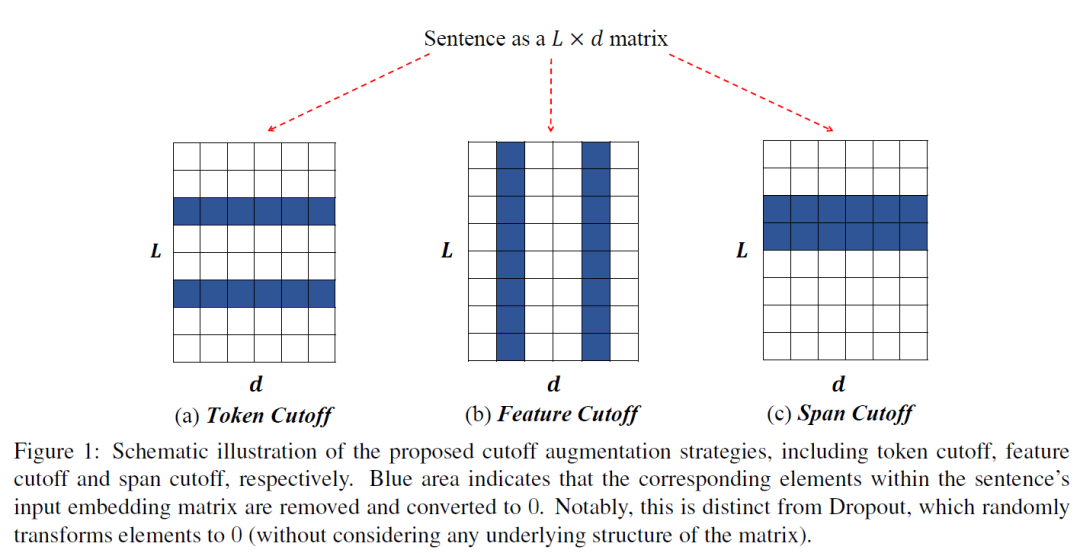 Sentence as a L × d matrix
L
L
L
d
d
d
(a) Token Cutoff
(b) Feature Cutoff
(c) Span Cutoff
Figure 1: Schematic illustration of the proposed cutoff augmentation strategies, including token cutoff, feature
cutoff and span cutoff, respectively. Blue area indicates that the corresponding elements within the sentence's
input embedding matrix are removed and converted to 0. Notably, this is distinct from Dropout, which randomly
transforms elements to 0 (without considering any underlying structure of the matrix).